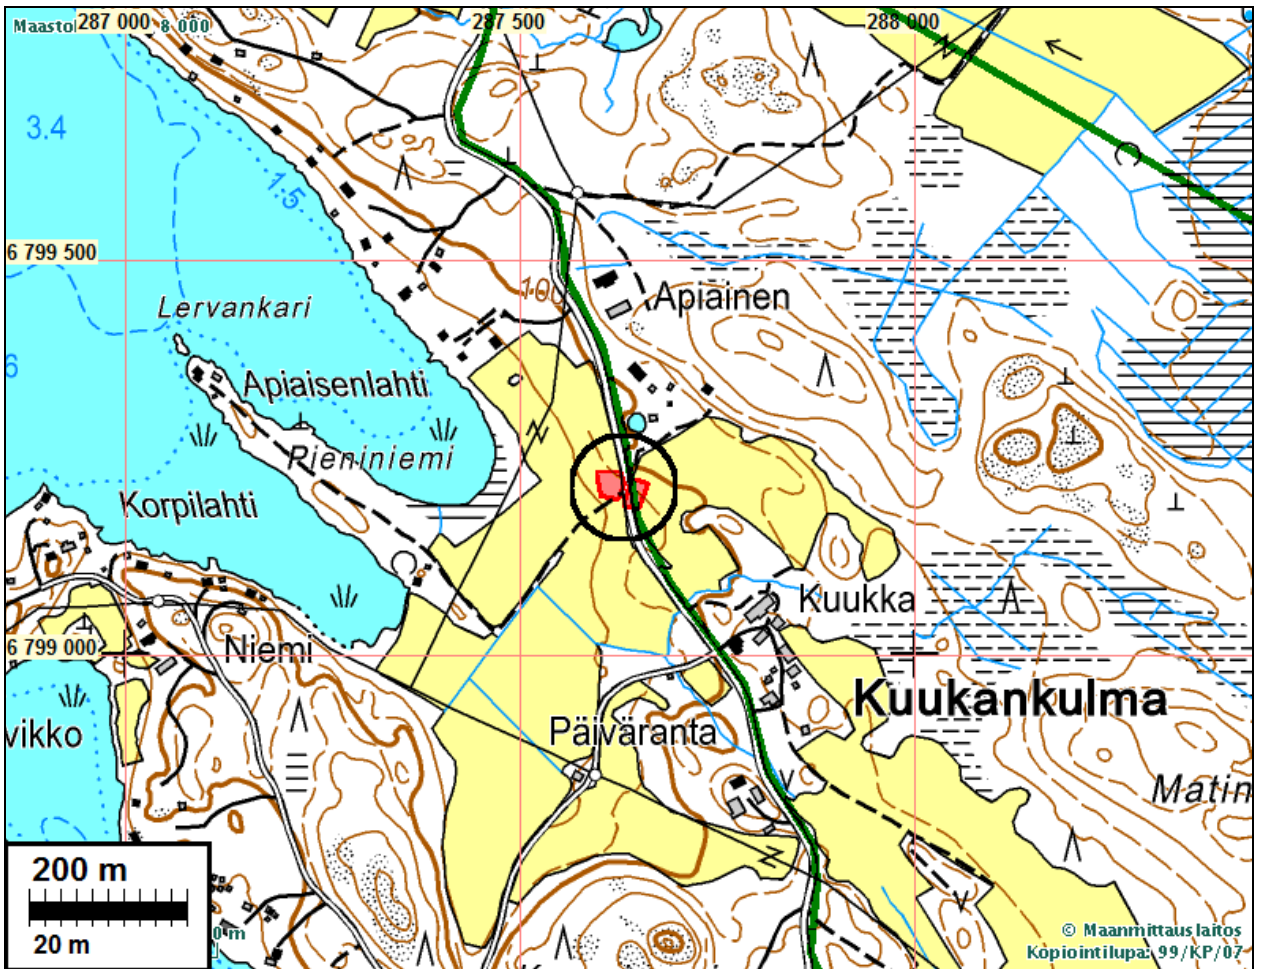 Maastoka 8 000
287 000
287 500
288 000
3.4
1.5
6 799 500
100
Apiainen
Lervankari
6
Apiaisenlahti
Pieniniemi
Korpilahti
Kuukka
6 799 000
Niemi
Kuukankulma
vikko
Päiväranta
Matin
200 m
20 m
0 m
© Maanmittauslaitos
Kopiointilupa: 99/KP/07